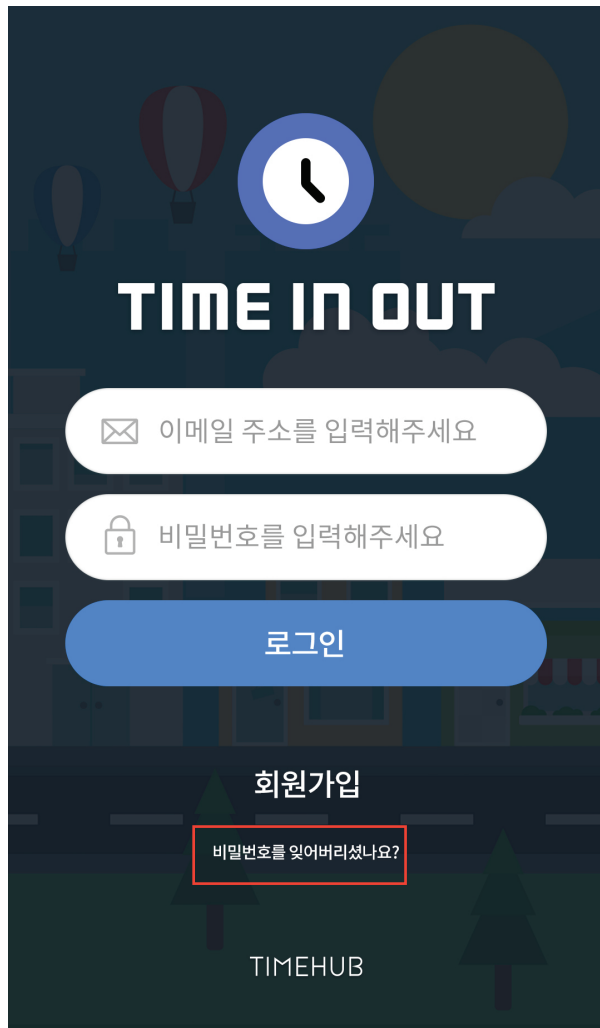 TIME IN OUT
이메일 주소를 입력해주세요
비밀번호를 입력해주세요
로그인
회원가입
비밀번호를 잊어버리셨나요?
TIMEHUB